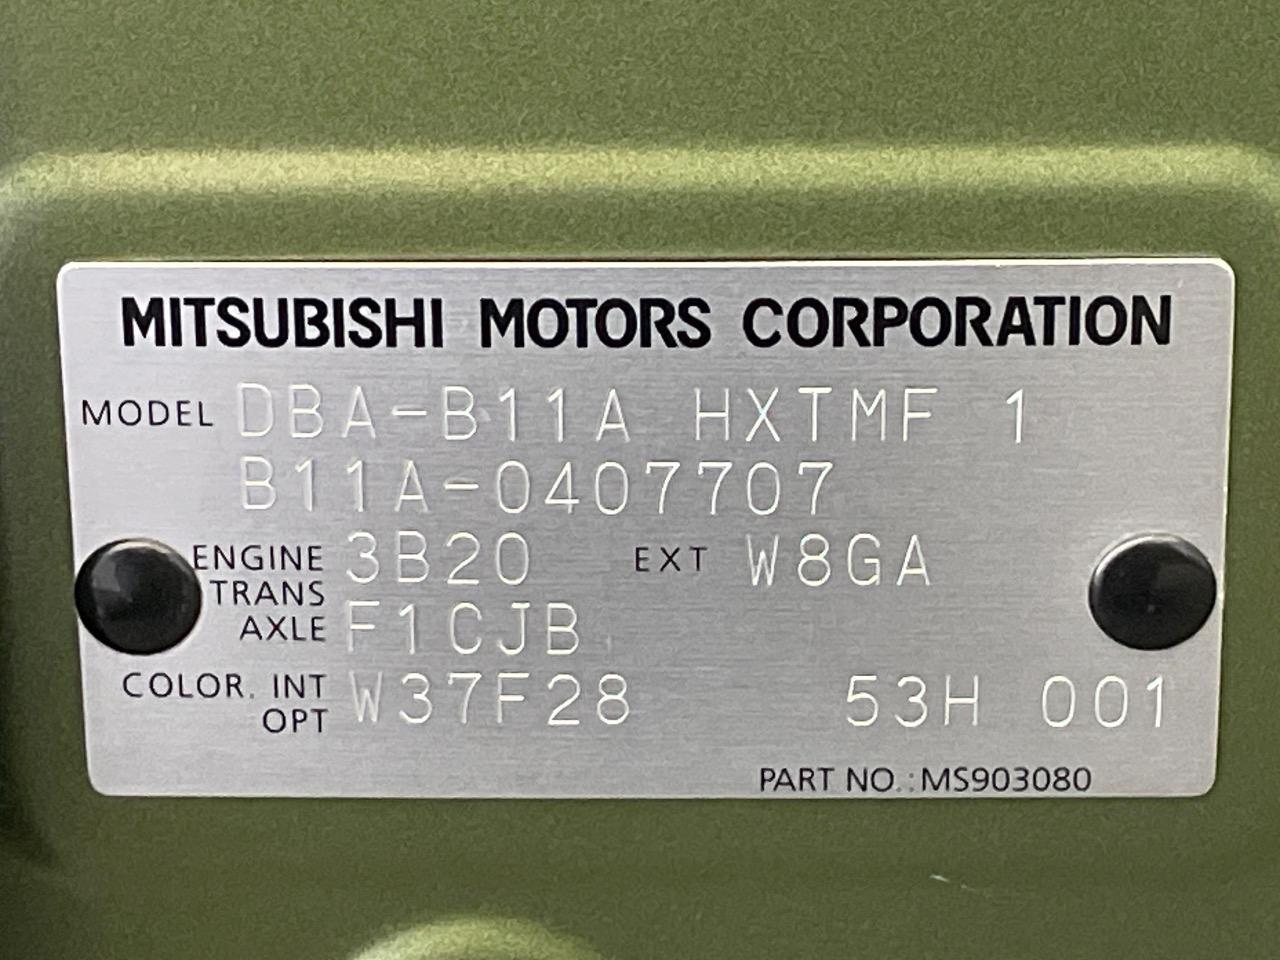 MITSUBISHI MOTORS CORPORATION
MODEL DBA-B11A HXTMF 1
B11A-0407707
ENGINE 3B20 EXT W8GA
TRANS
AXLE F1CJB
COLOR. INT W37F28 53H 001
OPT
PART NO.:MS903080